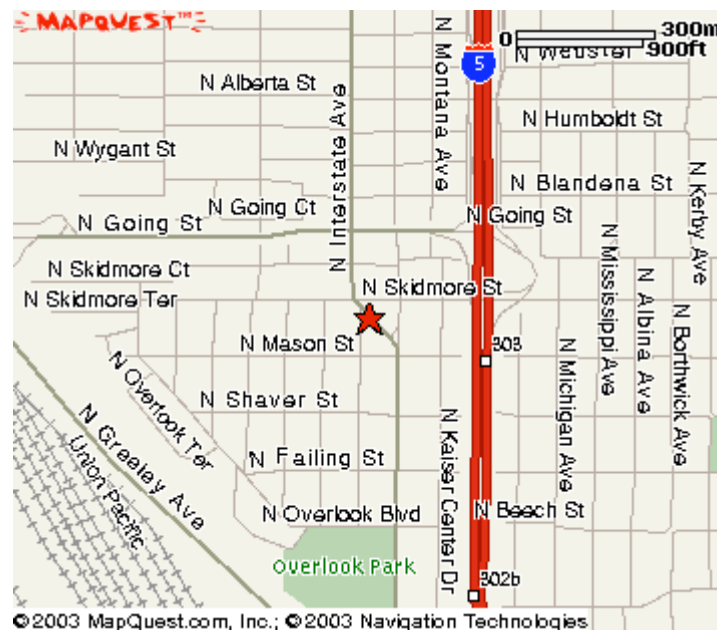 MAPQUEST™
0 300m
900ft
5
N Montana Ave
N Webster
N Alberta St
N Interstate Ave
N Humboldt St
N Wygant St
N Blandena St
N Kerby Ave
N Going Ct
N Going St
N Going St
N Skidmore Ct
N Skidmore St
N Skidmore Ter
N Mississippi Ave
N Albina Ave
N Borthwick Ave
N Mason St
303
N Michigan Ave
N Overlook Ter
N Shaver St
N Greeley Ave
Union Pacific
N Failing St
N Kaiser Center Dr
N Overlook Blvd
N Beech St
Overlook Park
302b
©2003 MapQuest.com, Inc.; ©2003 Navigation Technologies